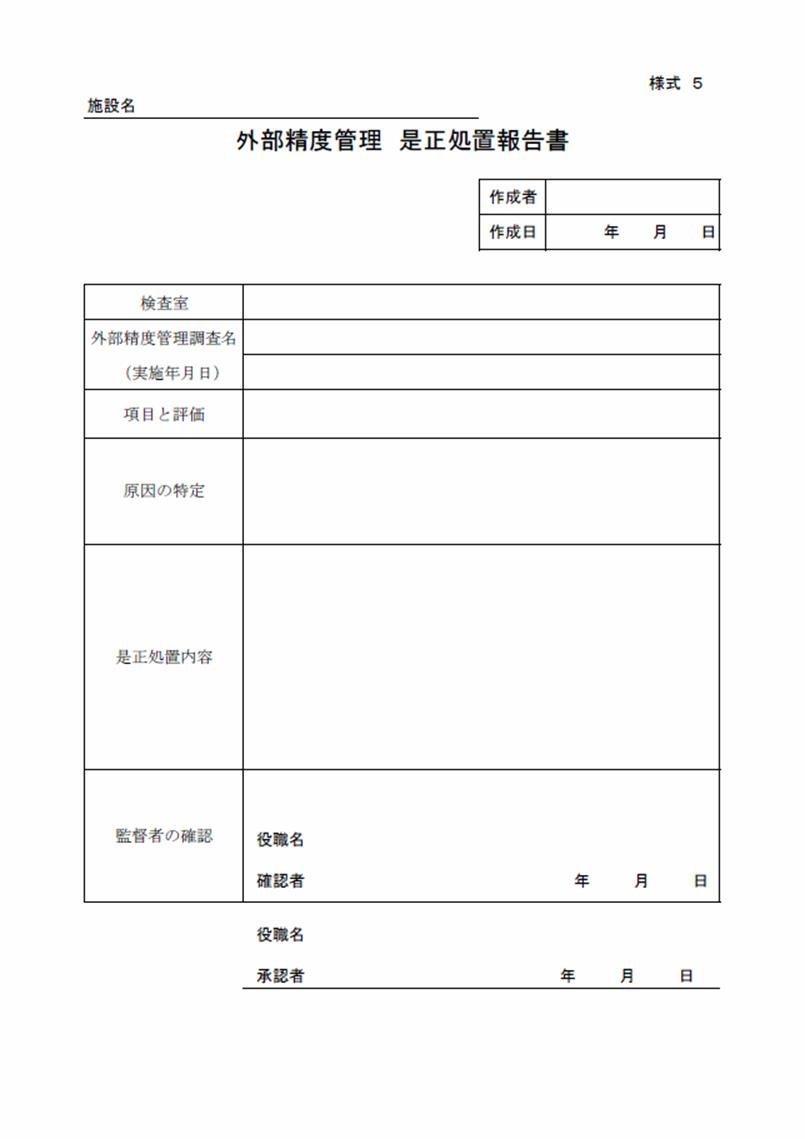 様式 5
施設名
外部精度管理 是正処置報告書
作成者
作成日 年 月 日
検査室
外部精度管理調査名
（実施年月日）
項目と評価
原因の特定
是正処置内容
監督者の確認
役職名
確認者 年 月 日
役職名
承認者 年 月 日